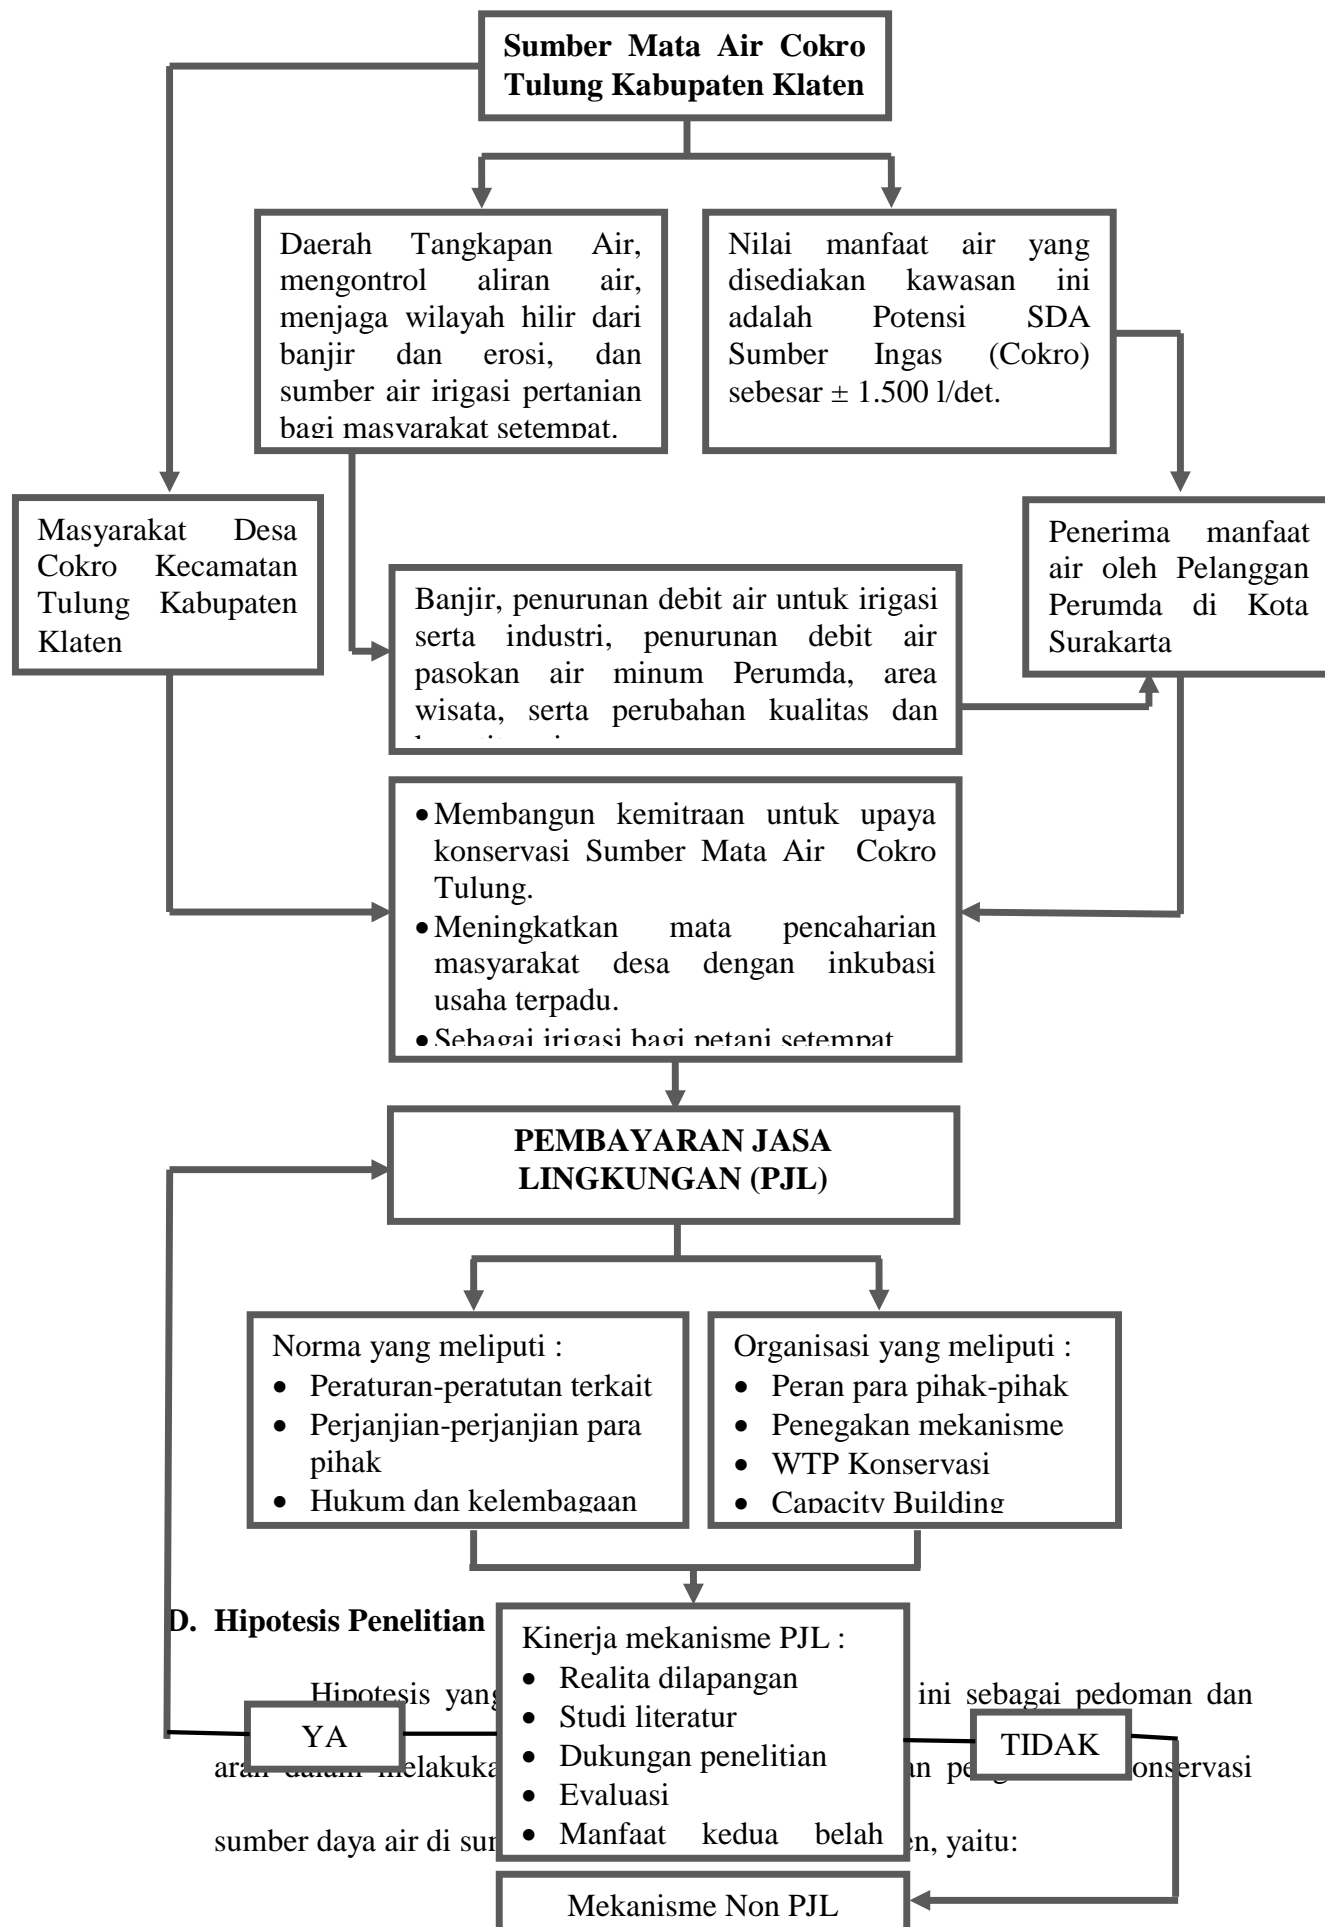 Sumber Mata Air Cokro
Tulung Kabupaten Klaten
Daerah Tangkapan Air,
mengontrol aliran air,
menjaga wilayah hilir dari
banjir dan erosi, dan
sumber air irigasi pertanian
bagi masyarakat setempat.
Nilai manfaat air yang
disediakan kawasan ini
adalah Potensi SDA
Sumber Ingas (Cokro)
sebesar ± 1.500 l/det.
Masyarakat Desa
Cokro Kecamatan
Tulung Kabupaten
Klaten
Penerima manfaat
air oleh Pelanggan
Perumda di Kota
Surakarta
Banjir, penurunan debit air untuk irigasi
serta industri, penurunan debit air
pasokan air minum Perumda, area
wisata, serta perubahan kualitas dan
• Membangun kemitraan untuk upaya
konservasi Sumber Mata Air Cokro
Tulung.
• Meningkatkan mata pencaharian
masyarakat desa dengan inkubasi
usaha terpadu.
• Sebagai irigasi bagi petani setempat
PEMBAYARAN JASA
LINGKUNGAN (PJL)
Norma yang meliputi :
• Peraturan-peratutan terkait
• Perjanjian-perjanjian para
pihak
• Hukum dan kelembagaan
Organisasi yang meliputi :
• Peran para pihak-pihak
• Penegakan mekanisme
• WTP Konservasi
• Capacity Building
D. Hipotesis Penelitian
Kinerja mekanisme PJL :
• Realita dilapangan
• Studi literatur
• Dukungan penelitian
• Evaluasi
• Manfaat kedua belah
Hipotesis yang ini sebagai pedoman dan
YA
TIDAK
dalam
sumber daya air di yaitu:
Mekanisme Non PJL